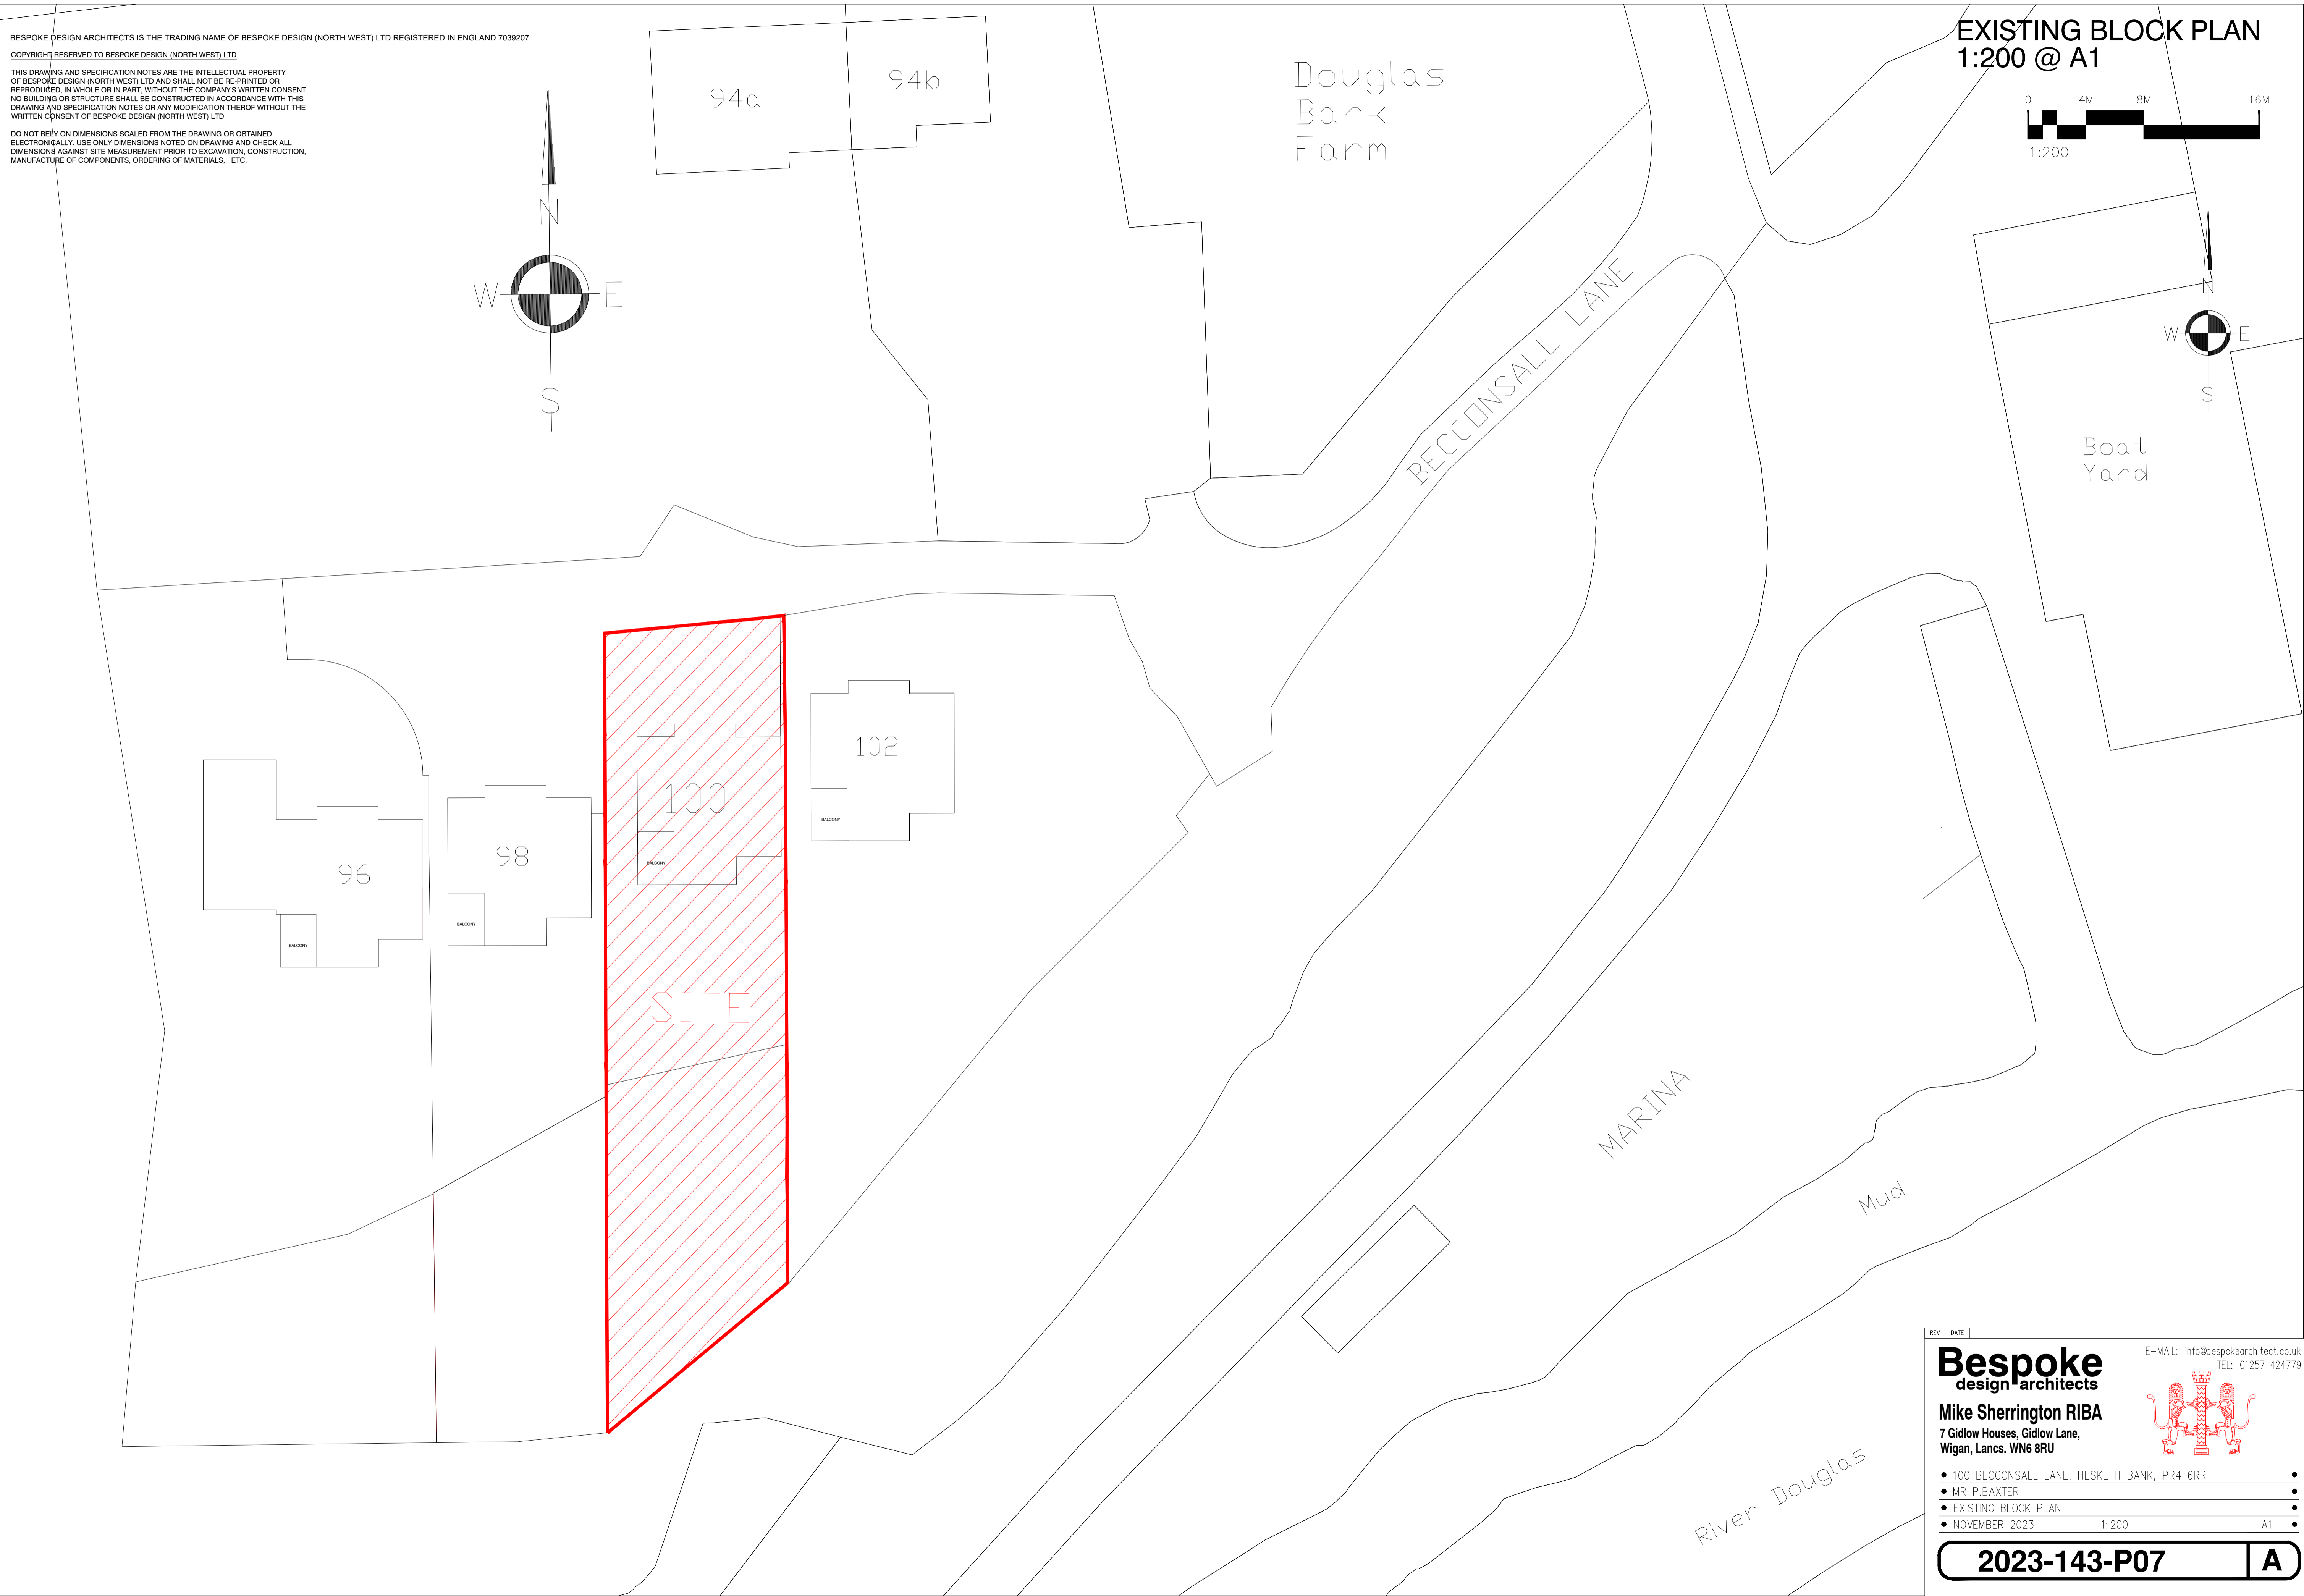 BESPOKE DESIGN ARCHITECTS IS THE TRADING NAME OF BESPOKE DESIGN (NORTH WEST) LTD REGISTERED IN ENGLAND 7039207
COPYRIGHT RESERVED TO BESPOKE DESIGN (NORTH WEST) LTD
THIS DRAWING AND SPECIFICATION NOTES ARE THE INTELLECTUAL PROPERTY
OF BESPOKE DESIGN (NORTH WEST) LTD AND SHALL NOT BE RE-PRINTED OR
REPRODUCED, IN WHOLE OR IN PART, WITHOUT THE COMPANY'S WRITTEN CONSENT.
NO BUILDING OR STRUCTURE SHALL BE CONSTRUCTED IN ACCORDANCE WITH THIS
DRAWING AND SPECIFICATION NOTES OR ANY MODIFICATION THEROF WITHOUT THE
WRITTEN CONSENT OF BESPOKE DESIGN (NORTH WEST) LTD
DO NOT RELY ON DIMENSIONS SCALED FROM THE DRAWING OR OBTAINED
ELECTRONICALLY. USE ONLY DIMENSIONS NOTED ON DRAWING AND CHECK ALL
DIMENSIONS AGAINST SITE MEASUREMENT PRIOR TO EXCAVATION, CONSTRUCTION,
MANUFACTURE OF COMPONENTS, ORDERING OF MATERIALS, ETC.
EXISTING BLOCK PLAN
1:200 @ A1
0 4M 8M 16M
1:200
94a
94b
Douglas
Bank
Farm
N
W E
S
N
W E
S
BECCONSALL LANE
Boat
Yard
102
BALCONY
100
BALCONY
98
BALCONY
96
BALCONY
SITE
MARINA
Mud
River Douglas
REV DATE
Bespoke
design architects
E-MAIL: info@bespokearchitect.co.uk
TEL: 01257 424779
Mike Sherrington RIBA
7 Gidlow Houses, Gidlow Lane,
Wigan, Lancs. WN6 8RU
100 BECCONSALL LANE, HESKETH BANK, PR4 6RR
MR P.BAXTER
EXISTING BLOCK PLAN
NOVEMBER 2023 1:200 A1
2023-143-P07 A